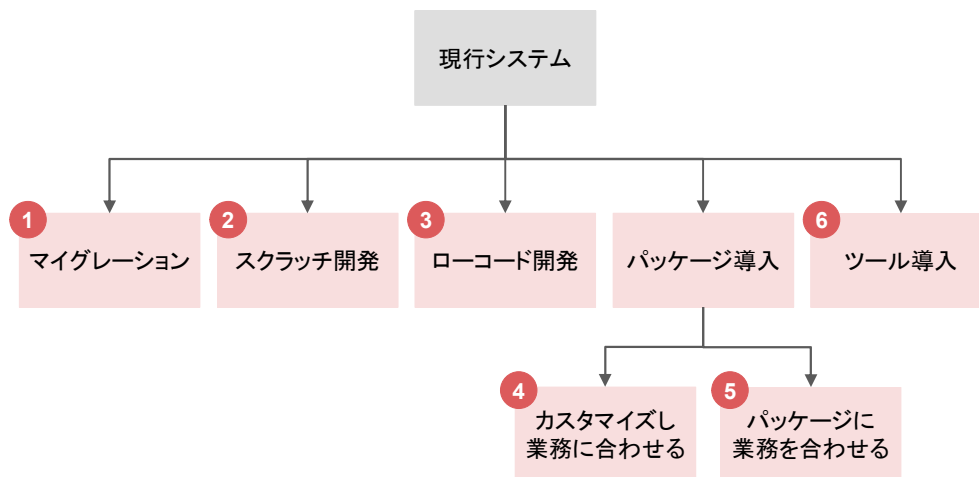 現行システム
1
マイグレーション
2
スクラッチ開発
3
ローコード開発
パッケージ導入
6
ツール導入
4
カスタマイズし
業務に合わせる
5
パッケージに
業務を合わせる